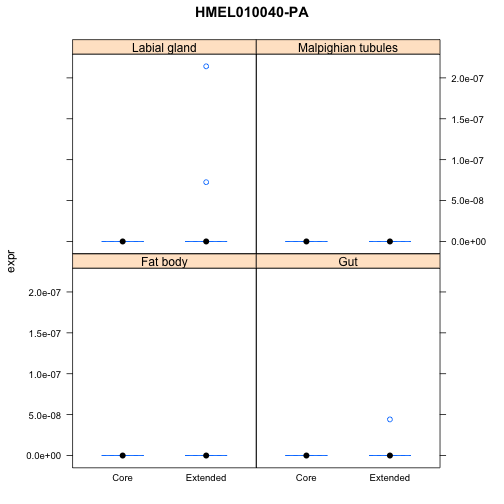 HMEL010040-PA
Labial gland
Malpighian tubules
2.0e-07
1.5e-07
1.0e-07
5.0e-08
0.0e+00
expr
Fat body
Gut
2.0e-07
1.5e-07
1.0e-07
5.0e-08
0.0e+00
Core
Extended
Core
Extended